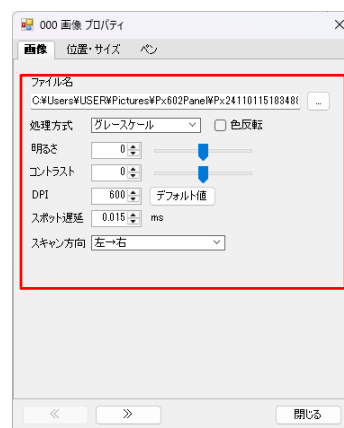 000 画像 プロパティ
画像 位置・サイズ ペン
ファイル名
C:¥Users¥USER¥Pictures¥Px602Panel¥Px2411011518348( ...
処理方式 グレースケール 色反転
明るさ 0
コントラスト 0
DPI 600 デフォルト値
スポット遅延 0.015 ms
スキャン方向 左→右
≪ ≫ 閉じる